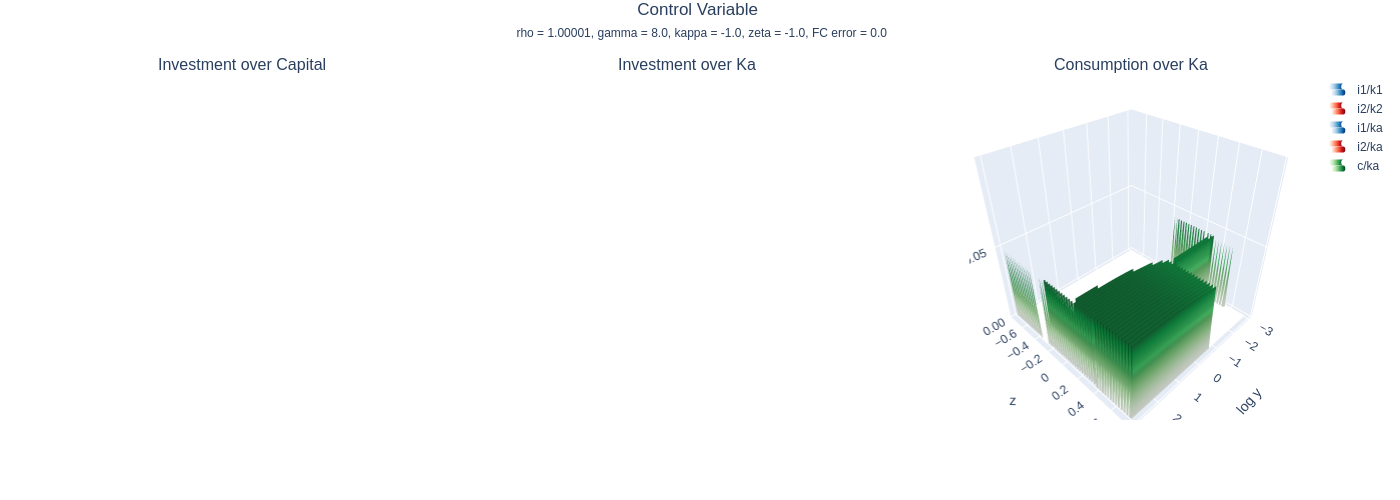 Control Variable
rho = 1.00001, gamma = 8.0, kappa = -1.0, zeta = -1.0, FC error = 0.0
Investment over Capital
Investment over Ka
Consumption over Ka
i1/k1
i2/k2
i1/ka
i2/ka
c/ka
.05
0.00
−0.6
−0.4
−0.2
0
0.2
0.4
z
−3
−2
−1
0
1
2
log y